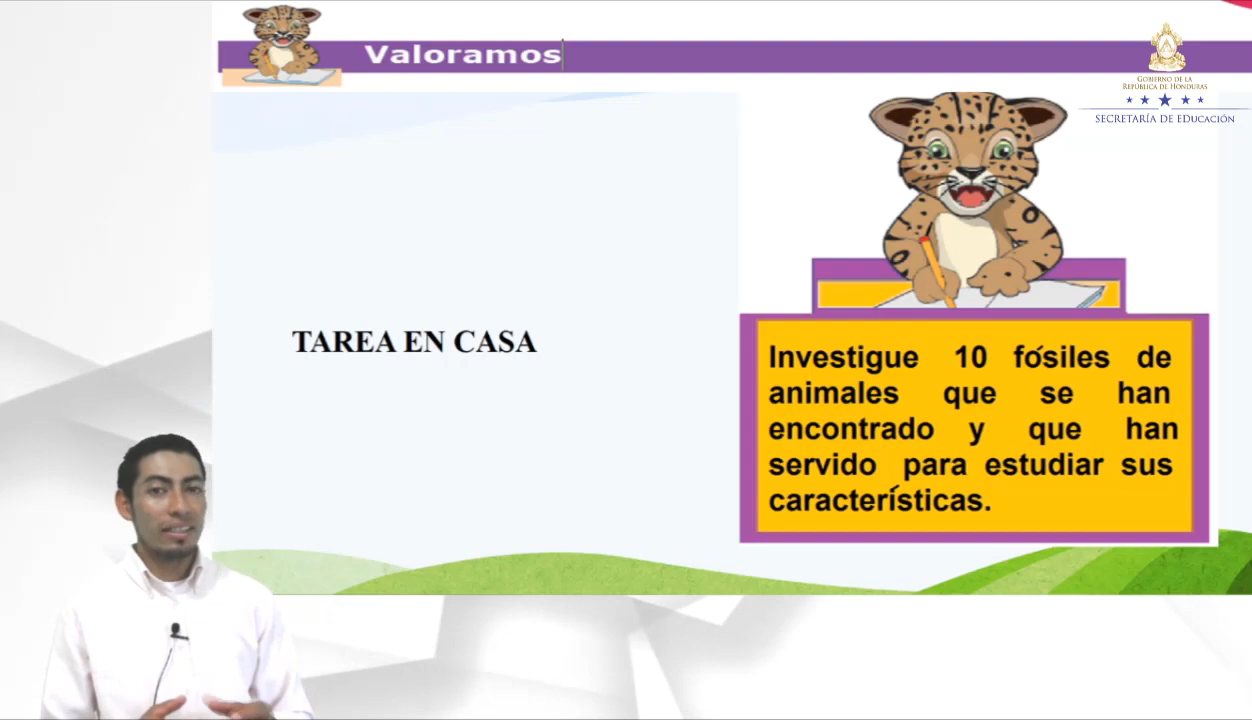 Valoramos
GOBIERNO DE LA
REPÚBLICA DE HONDURAS
SECRETARÍA DE EDUCACIÓN
TAREA EN CASA
Investigue 10 fósiles de
animales que se han
encontrado y que han
servido para estudiar sus
características.